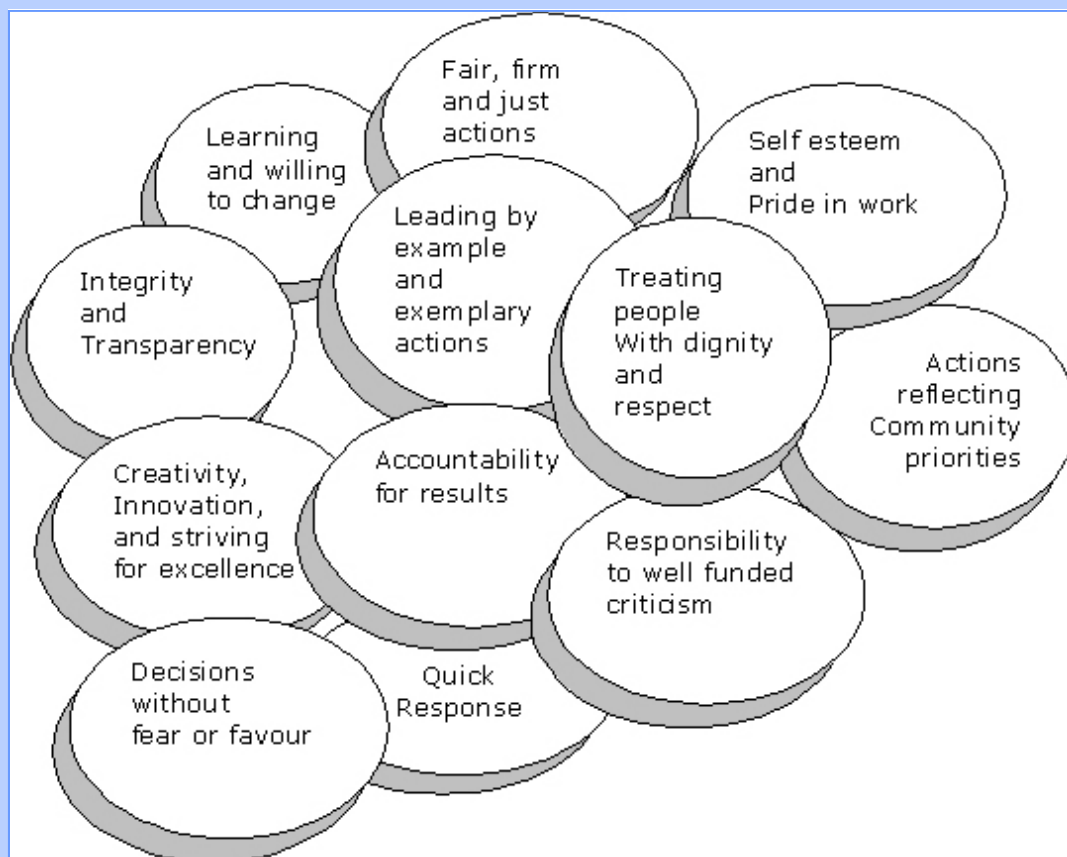 Fair, firm
and just
actions
Learning
and willing
to change
Self esteem
and
Pride in work
Leading by
example
and
exemplary
actions
Integrity
and
Transparency
Treating
people
With dignity
and
respect
Actions
reflecting
Community
priorities
Creativity,
Innovation,
and striving
for excellence
Accountability
for results
Responsibility
to well funded
criticism
Decisions
without
fear or favour
Quick
Response